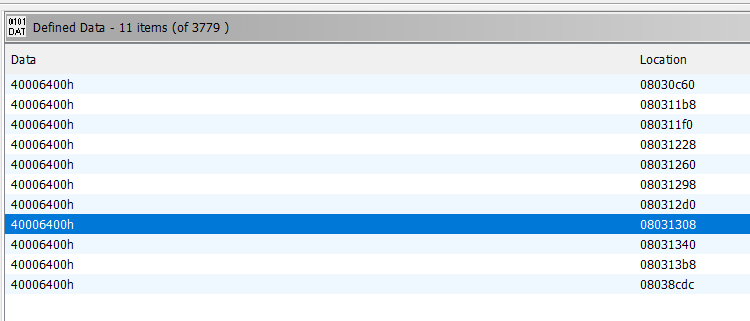 0101
DAT
Defined Data - 11 items (of 3779 )
Data Location
40006400h 08030c60
40006400h 080311b8
40006400h 080311f0
40006400h 08031228
40006400h 08031260
40006400h 08031298
40006400h 080312d0
40006400h 08031308
40006400h 08031340
40006400h 080313b8
40006400h 08038cdc